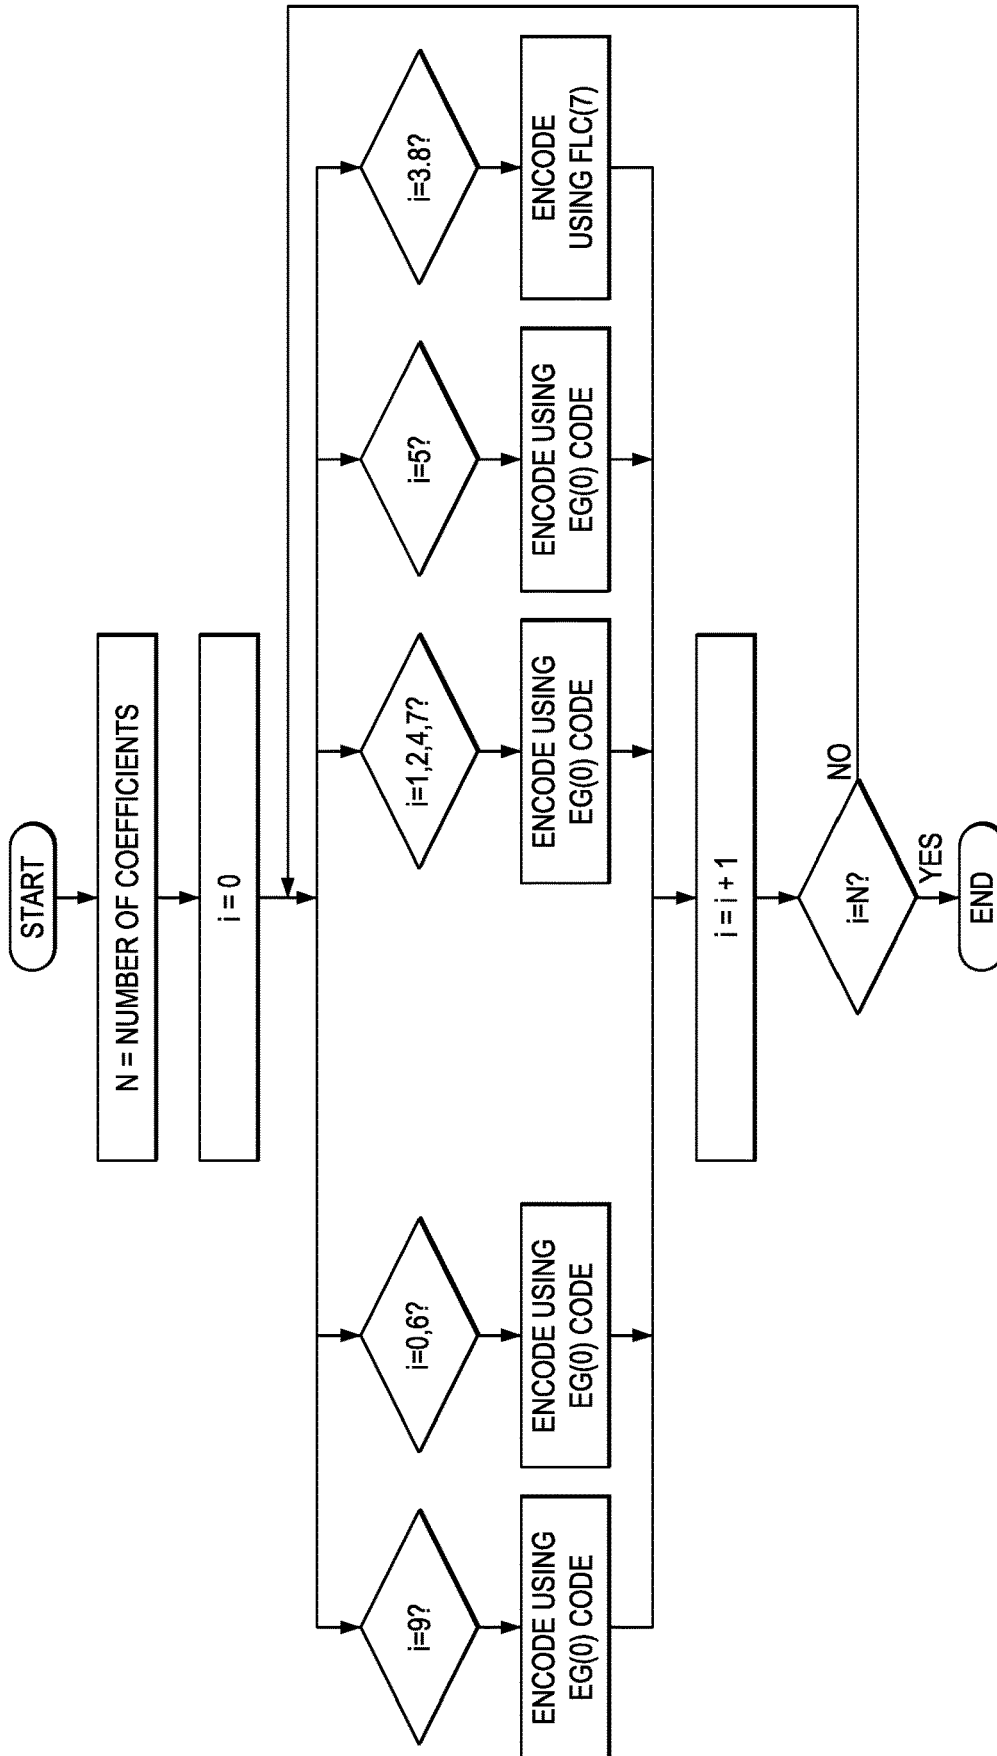 START
N = NUMBER OF COEFFICIENTS
i = 0
i=9?
i=0,6?
i=1,2,4,7?
i=5?
i=3.8?
ENCODE USING
EG(0) CODE
ENCODE USING
EG(0) CODE
ENCODE USING
EG(0) CODE
ENCODE USING
EG(0) CODE
ENCODE
USING FLC(7)
i = i + 1
i=N?
NO
YES
END